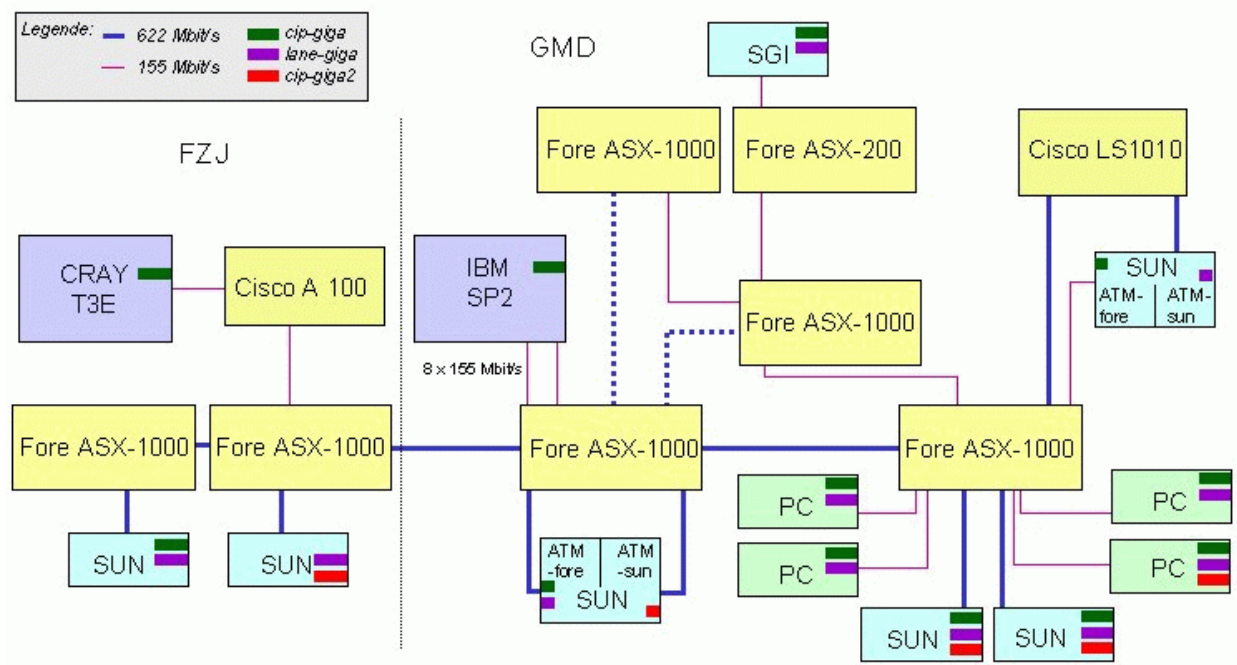 Legende:
622 Mbit/s
155 Mbit/s
cip-giga
lane-giga
cip-giga2
GMD
SGI
FZJ
Fore ASX-1000
Fore ASX-200
Cisco LS1010
CRAY
T3E
Cisco A 100
IBM
SP2
Fore ASX-1000
SUN
ATM-
fore
ATM-
sun
8 x 155 Mbit/s
Fore ASX-1000
Fore ASX-1000
Fore ASX-1000
Fore ASX-1000
PC
PC
PC
PC
SUN
SUN
ATM
-fore
ATM
-sun
SUN
SUN
SUN